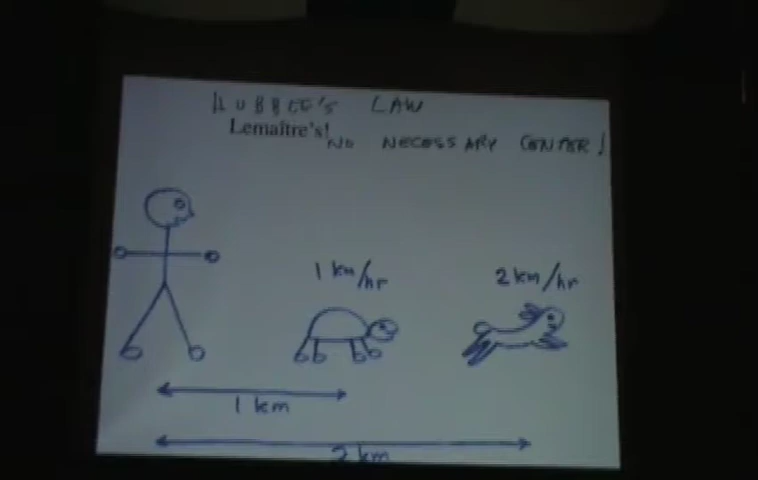 HUBBLE'S LAW
Lemaître's!
NO NECESSARY CENTER!
1 km/hr
2 km/hr
1 km
2 km